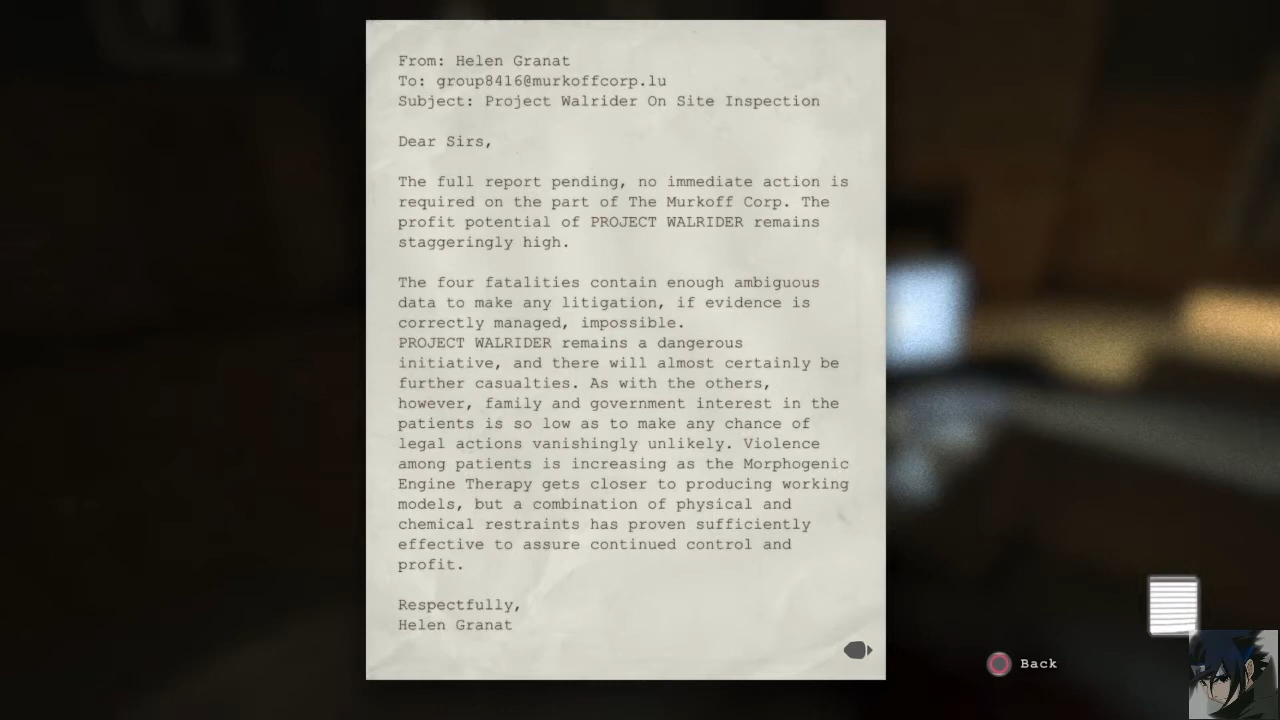 From: Helen Granat
To: group8416@murkoffcorp.lu
Subject: Project Walrider On Site Inspection
Dear Sirs,
The full report pending, no immediate action is
required on the part of The Murkoff Corp. The
profit potential of PROJECT WALRIDER remains
staggeringly high.
The four fatalities contain enough ambiguous
data to make any litigation, if evidence is
correctly managed, impossible.
PROJECT WALRIDER remains a dangerous
initiative, and there will almost certainly be
further casualties. As with the others,
however, family and government interest in the
patients is so low as to make any chance of
legal actions vanishingly unlikely. Violence
among patients is increasing as the Morphogenic
Engine Therapy gets closer to producing working
models, but a combination of physical and
chemical restraints has proven sufficiently
effective to assure continued control and
profit.
Respectfully,
Helen Granat
Back